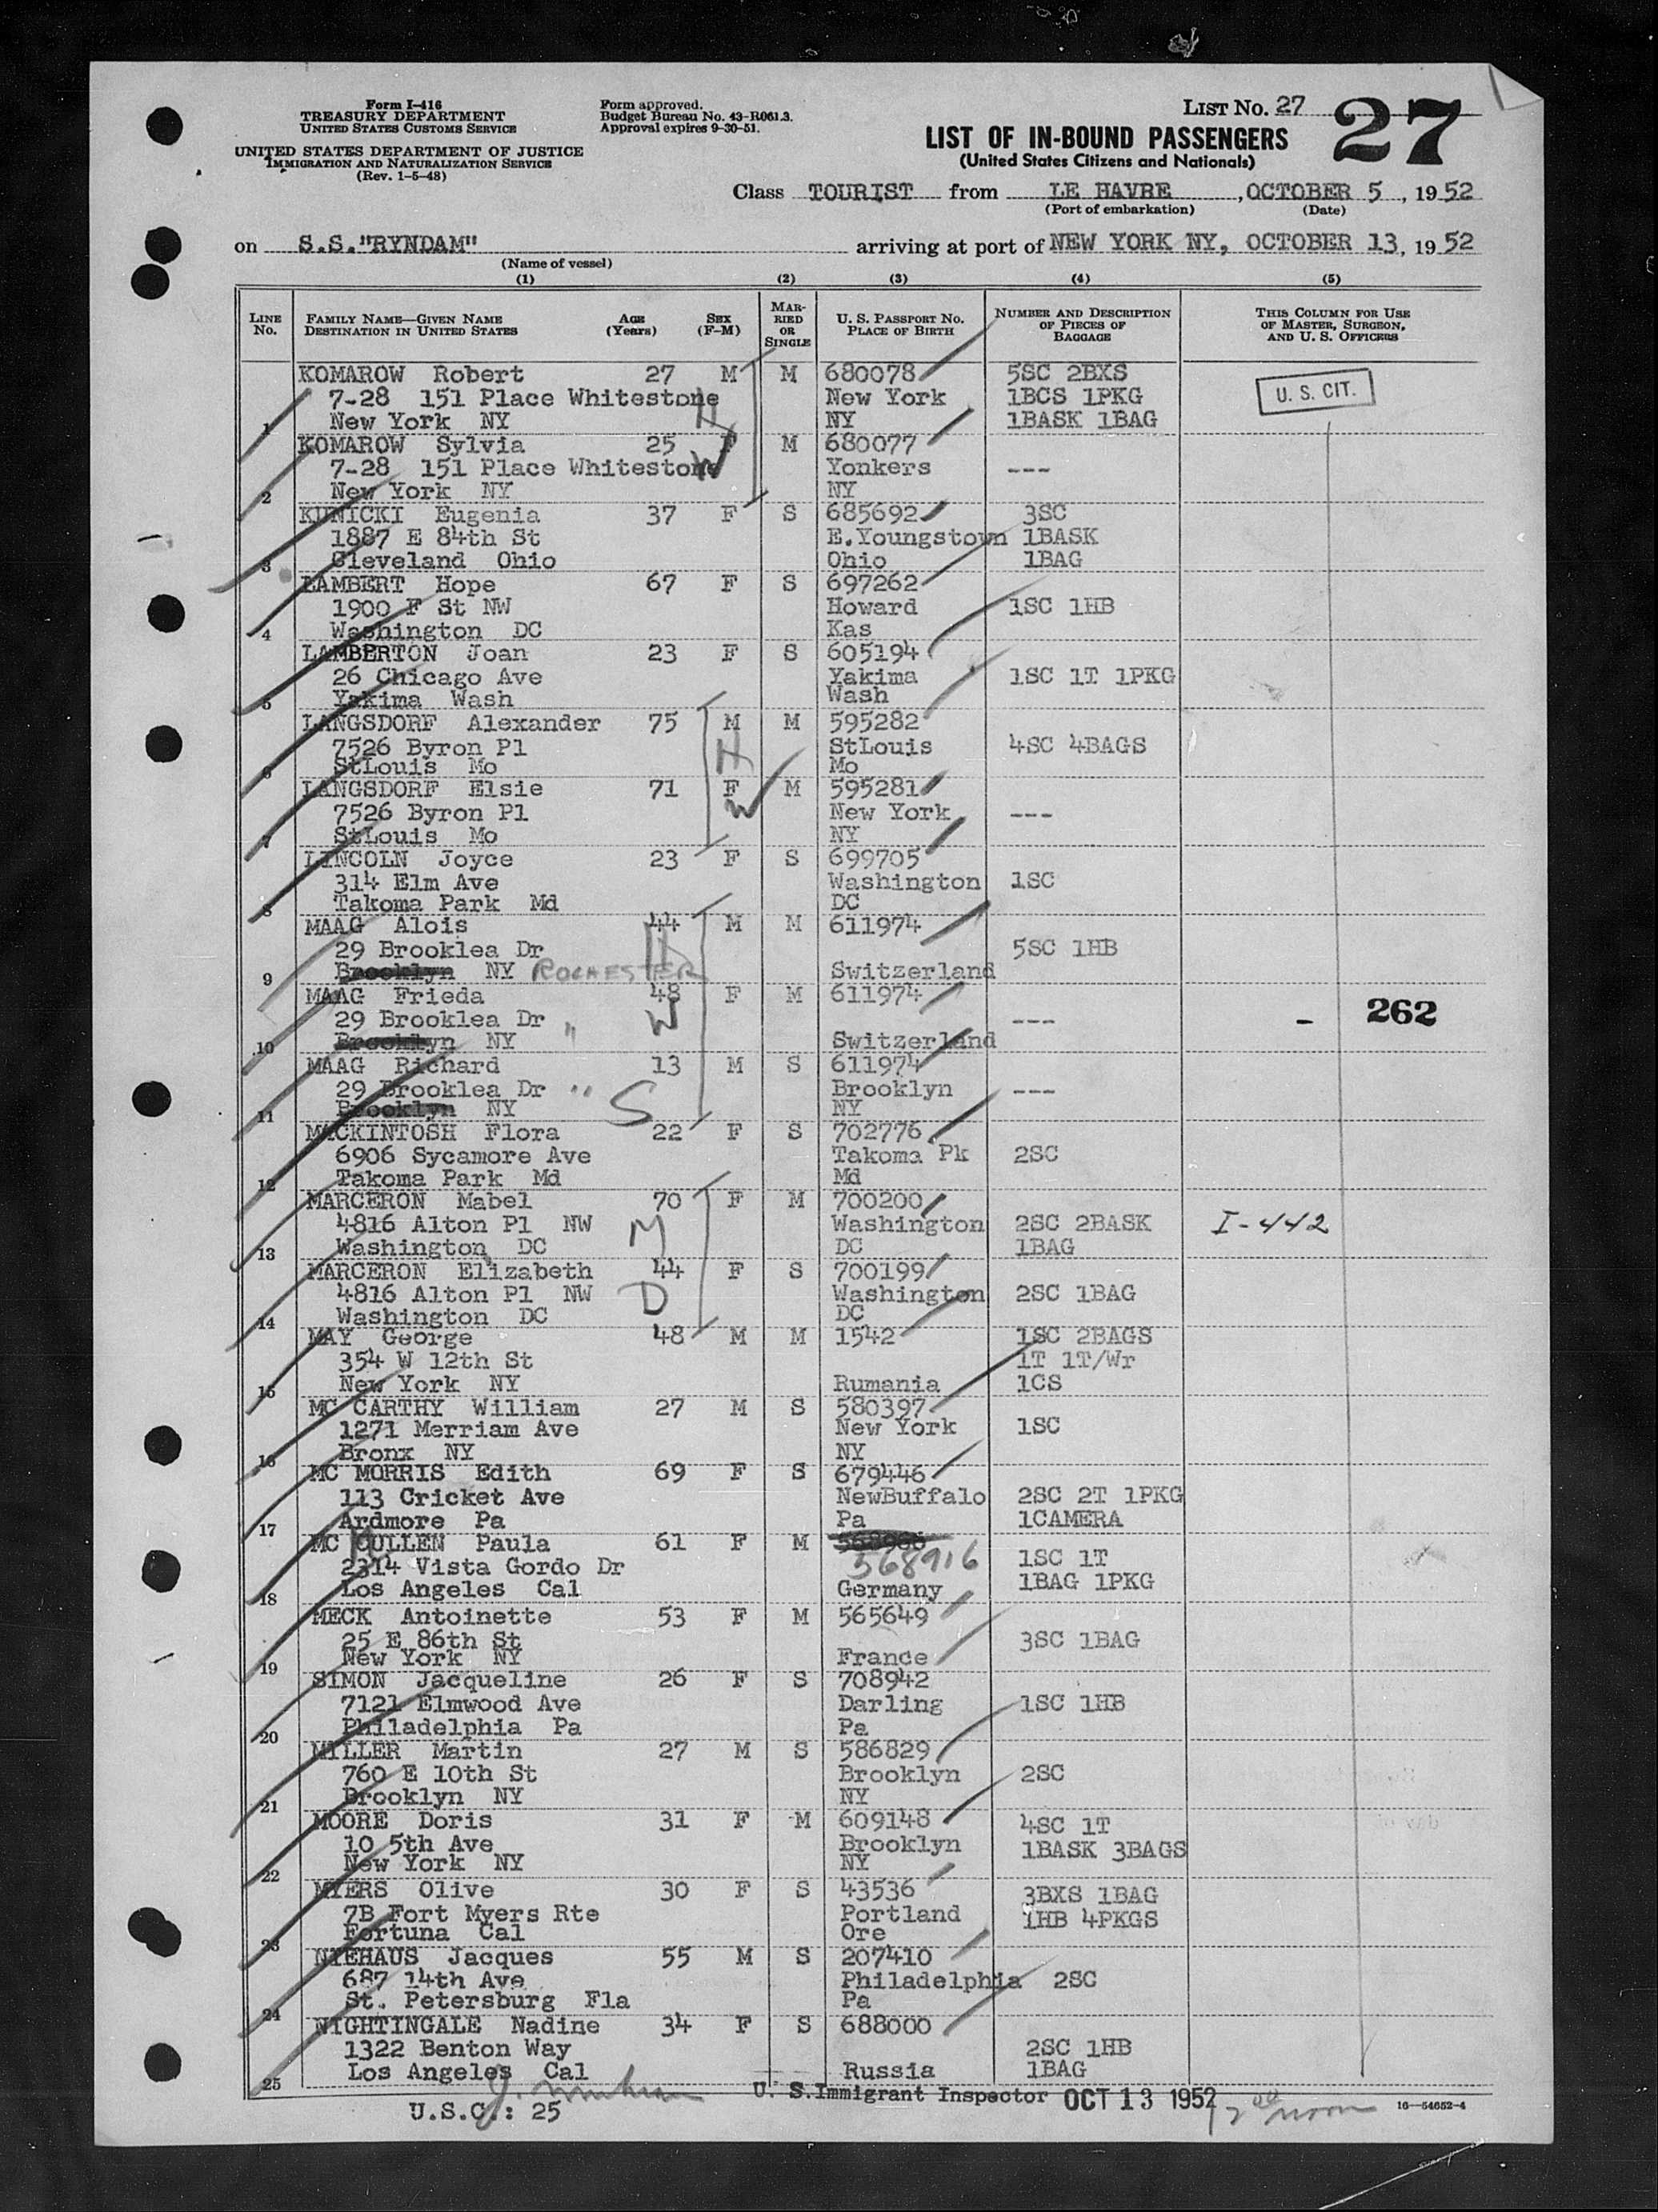 Form I-416
TREASURY DEPARTMENT
UNITED STATES CUSTOMS SERVICE
UNITED STATES DEPARTMENT OF JUSTICE
IMMIGRATION AND NATURALIZATION SERVICE
(Rev. 1-5-48)
Form approved.
Budget Bureau No. 43-R061.3.
Approval expires 9-30-51.
LIST No. 27
27
LIST OF IN-BOUND PASSENGERS
(United States Citizens and Nationals)
Class TOURIST from LE HAVRE, OCTOBER 5, 1952
(Port of embarkation) (Date)
on S.S."RYNDAM" arriving at port of NEW YORK NY, OCTOBER 13, 1952
(Name of vessel)
(1) (2) (3) (4) (5)
LINE No. FAMILY NAME—GIVEN NAME DESTINATION IN UNITED STATES AGE (Years) SEX (F-M) MARRIED OR SINGLE U. S. PASSPORT No. PLACE OF BIRTH NUMBER AND DESCRIPTION OF PIECES OF BAGGAGE THIS COLUMN FOR USE OF MASTER, SURGEON, AND U. S. OFFICERS
KOMAROW Robert 27 M M 680078 5SC 2BXS
7-28 151 Place Whitestone New York 1BCS 1PKG U. S. CIT.
1 New York NY H NY 1BASK 1BAG
KOMAROW Sylvia 25 F M 680077
7-28 151 Place Whitestone W Yonkers ---
2 New York NY NY
KUNICKI Eugenia 37 F S 685692 3SC
1887 E 84th St E.Youngstown 1BASK
3 Cleveland Ohio Ohio 1BAG
LAMBERT Hope 67 F S 697262
1900 F St NW Howard 1SC 1HB
4 Washington DC Kas
LAMBERTON Joan 23 F S 605194
26 Chicago Ave Yakima 1SC 1T 1PKG
5 Yakima Wash Wash
LANGSDORF Alexander 75 M M 595282
7526 Byron Pl H StLouis 4SC 4BAGS
6 StLouis Mo Mo
LANGSDORF Elsie 71 F M 595281
7526 Byron Pl W New York ---
7 StLouis Mo NY
LINCOLN Joyce 23 F S 699705
314 Elm Ave Washington 1SC
8 Takoma Park Md DC
MAAG Alois 44 M M 611974
29 Brooklea Dr H 5SC 1HB
9 Brooklyn NY ROCHESTER Switzerland
MAAG Frieda 48 F M 611974
29 Brooklea Dr " W --- - 262
10 Brooklyn NY Switzerland
MAAG Richard 13 M S 611974
29 Brooklea Dr " S Brooklyn ---
11 Brooklyn NY NY
MACKINTOSH Flora 22 F S 702776
6906 Sycamore Ave Takoma Pk 2SC
12 Takoma Park Md Md
MARCERON Mabel 70 F M 700200
4816 Alton Pl NW M Washington 2SC 2BASK I-442
13 Washington DC DC 1BAG
MARCERON Elizabeth 44 F S 700199
4816 Alton Pl NW D Washington 2SC 1BAG
14 Washington DC DC
MAY George 48 M M 1542 1SC 2BAGS
354 W 12th St 1T 1T/Wr
15 New York NY Rumania 1CS
MC CARTHY William 27 M S 580397
1271 Merriam Ave New York 1SC
16 Bronx NY NY
MC MORRIS Edith 69 F S 679446
113 Cricket Ave NewBuffalo 2SC 2T 1PKG
17 Ardmore Pa Pa 1CAMERA
MC CULLEN Paula 61 F M 568916
2314 Vista Gordo Dr 1SC 1T
18 Los Angeles Cal Germany 1BAG 1PKG
MECK Antoinette 53 F M 565649
25 E 86th St 3SC 1BAG
19 New York NY France
SIMON Jacqueline 26 F S 708942
7121 Elmwood Ave Darling 1SC 1HB
20 Philadelphia Pa Pa
MILLER Martin 27 M S 586829
760 E 10th St Brooklyn 2SC
21 Brooklyn NY NY
MOORE Doris 31 F M 609148 4SC 1T
10 5th Ave Brooklyn 1BASK 3BAGS
22 New York NY NY
MYERS Olive 30 F S 43536 3BXS 1BAG
7B Fort Myers Rte Portland 1HB 4PKGS
23 Fortuna Cal Ore
NIEHAUS Jacques 55 M S 207410
687 14th Ave Philadelphia 2SC
24 St. Petersburg Fla Pa
NIGHTINGALE Nadine 34 F S 688000
1322 Benton Way 2SC 1HB
25 Los Angeles Cal Russia 1BAG
U. S.Immigrant Inspector OCT 13 1952 12 noon 16—54652-4
U.S.C.: 25